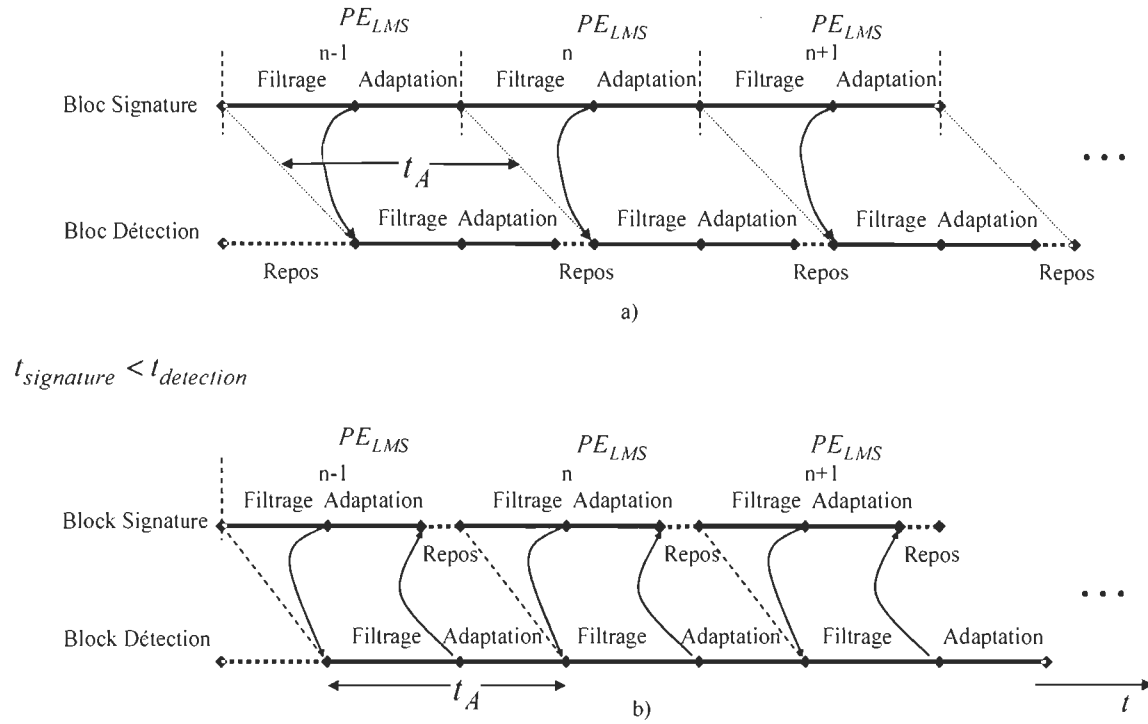 PE_LMS PE_LMS PE_LMS
n-1 n n+1
Filtrage Adaptation Filtrage Adaptation Filtrage Adaptation
Bloc Signature
t_A
...
Filtrage Adaptation Filtrage Adaptation Filtrage Adaptation
Bloc Détection
Repos Repos Repos Repos
a)
t_signature < t_detection
PE_LMS PE_LMS PE_LMS
n-1 n n+1
Filtrage Adaptation Filtrage Adaptation Filtrage Adaptation
Block Signature
Repos Repos Repos
...
Filtrage Adaptation Filtrage Adaptation Filtrage Adaptation
Block Détection
t_A
b)
t